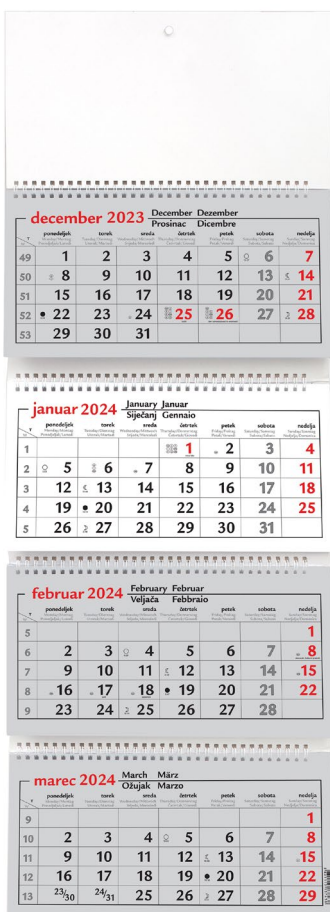 december 2023 December Dezember
Prosinac Dicembre
T
ponedeljek torek sreda četrtek petek sobota nedelja
49 1 2 3 4 5 6 7
50 8 9 10 11 12 13 14
51 15 16 17 18 19 20 21
52 22 23 24 25 26 27 28
53 29 30 31
januar 2024 January Januar
Siječanj Gennaio
T
ponedeljek torek sreda četrtek petek sobota nedelja
1 1 2 3 4
2 5 6 7 8 9 10 11
3 12 13 14 15 16 17 18
4 19 20 21 22 23 24 25
5 26 27 28 29 30 31
februar 2024 February Februar
Veljača Febbraio
T
ponedeljek torek sreda četrtek petek sobota nedelja
5 1
6 2 3 4 5 6 7 8
7 9 10 11 12 13 14 15
8 16 17 18 19 20 21 22
9 23 24 25 26 27 28
marec 2024 March März
Ožujak Marzo
T
ponedeljek torek sreda četrtek petek sobota nedelja
9 1
10 2 3 4 5 6 7 8
11 9 10 11 12 13 14 15
12 16 17 18 19 20 21 22
13 23/30 24/31 25 26 27 28 29